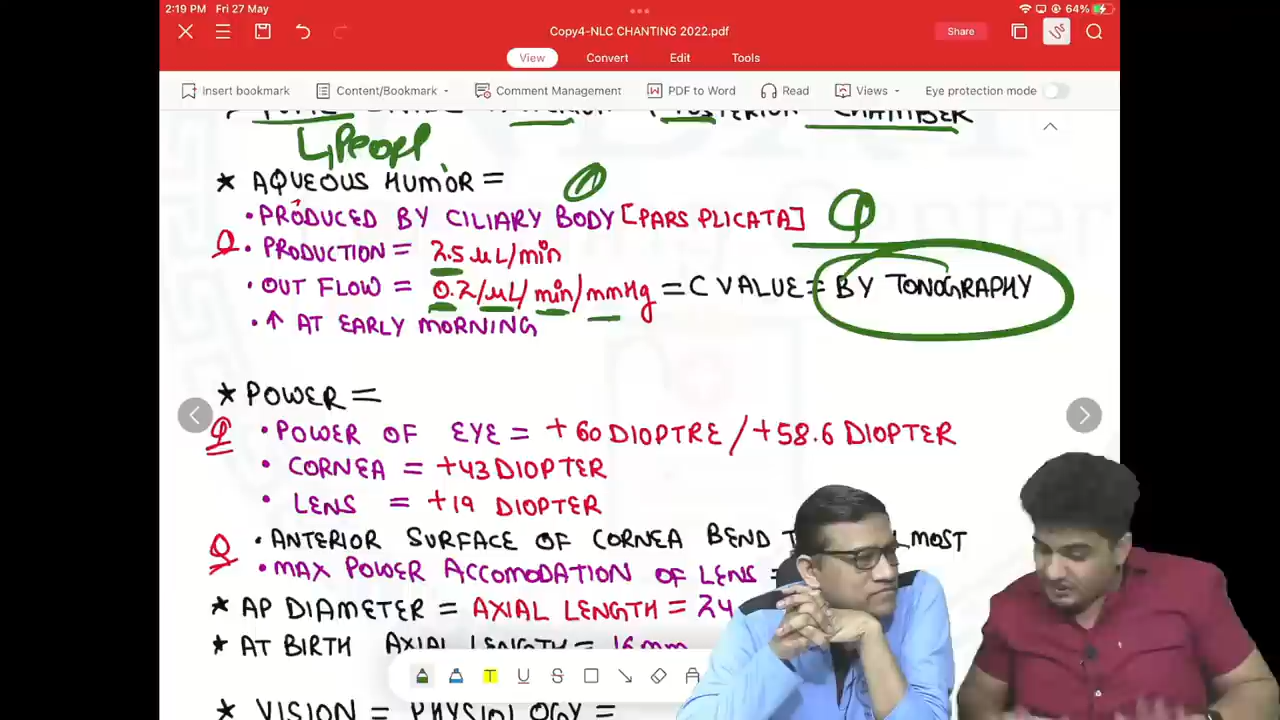 2:19 PM Fri 27 May
64%
Copy4-NLC CHANTING 2022.pdf
Share
View Convert Edit Tools
Insert bookmark Content/Bookmark Comment Management PDF to Word Read Views Eye protection mode
POSTERIOR CHAMBER
★ AQUEOUS HUMOR =
• PRODUCED BY CILIARY BODY [PARS PLICATA]
Q • PRODUCTION = 2.5 μL/min
• OUT FLOW = 0.2/μL/min/mmHg = C VALUE = BY TONOGRAPHY
• ↑ AT EARLY MORNING
★ POWER =
Q • POWER OF EYE = +60 DIOPTRE / +58.6 DIOPTER
• CORNEA = +43 DIOPTER
• LENS = +19 DIOPTER
Q • ANTERIOR SURFACE OF CORNEA BEND MOST
• MAX POWER ACCOMODATION OF LENS =
★ AP DIAMETER = AXIAL LENGTH = 24
★ AT BIRTH AXIAL LENGTH = 16mm
★ VISION = PHYSIOLOGY =